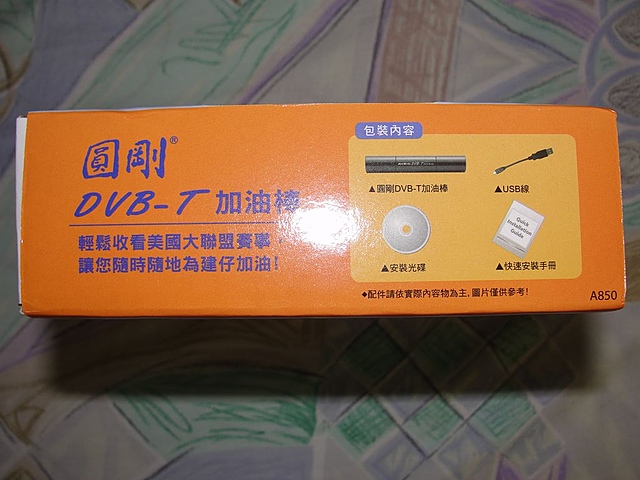 圓剛®
DVB-T 加油棒
輕鬆收看美國大聯盟賽事，
讓您隨時隨地為建仔加油!
包裝內容
▲圓剛DVB-T加油棒
▲USB線
Quick
Installation
Guide
▲安裝光碟
▲快速安裝手冊
◆配件請依實際內容物為主，圖片僅供參考!
A850